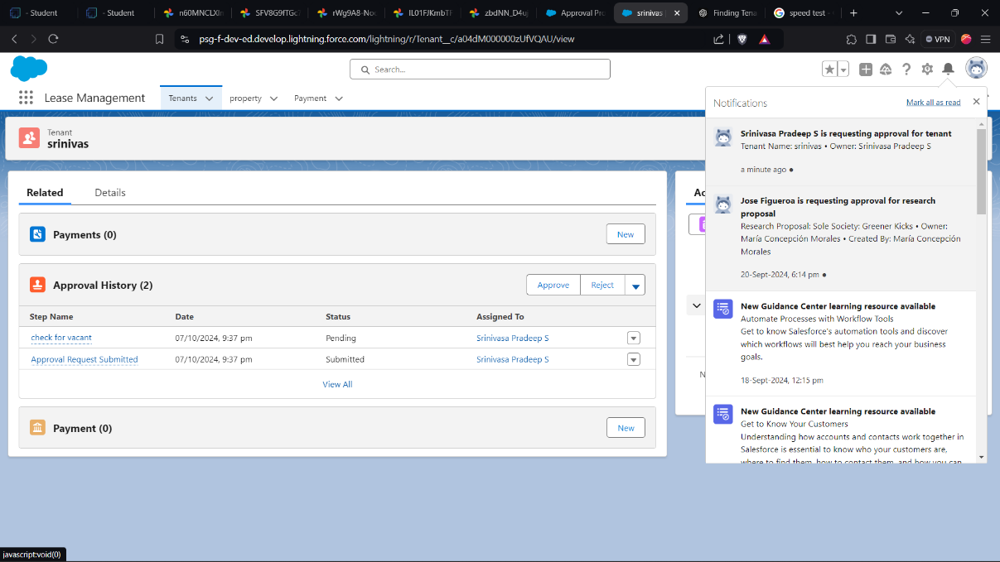 - Student
- Student
n60MNCLXIn
SFV8G9fTGc7
rWg9A8-Noc
IL01FJKmbTF
zbdNN_D4uj
Approval Pro
srinivas
Finding Tena
speed test -
psg-f-dev-ed.develop.lightning.force.com/lightning/r/Tenant__c/a04dM000000zUfVQAU/view
VPN
Search...
Lease Management
Tenants
property
Payment
Tenant
srinivas
Related
Details
Payments (0)
New
Approval History (2)
Approve
Reject
Step Name Date Status Assigned To
check for vacant 07/10/2024, 9:37 pm Pending Srinivasa Pradeep S
Approval Request Submitted 07/10/2024, 9:37 pm Submitted Srinivasa Pradeep S
View All
Payment (0)
New
Notifications
Mark all as read
Srinivasa Pradeep S is requesting approval for tenant
Tenant Name: srinivas • Owner: Srinivasa Pradeep S
a minute ago •
Jose Figueroa is requesting approval for research
proposal
Research Proposal: Sole Society: Greener Kicks • Owner:
María Concepción Morales • Created By: María Concepción
Morales
20-Sept-2024, 6:14 pm •
New Guidance Center learning resource available
Automate Processes with Workflow Tools
Get to know Salesforce's automation tools and discover
which workflows will best help you reach your business
goals.
18-Sept-2024, 12:15 pm
New Guidance Center learning resource available
Get to Know Your Customers
Understanding how accounts and contacts work together in
Salesforce is essential to know who your customers are,
where to find them, how to contact them, and how you can
javascript:void(0)